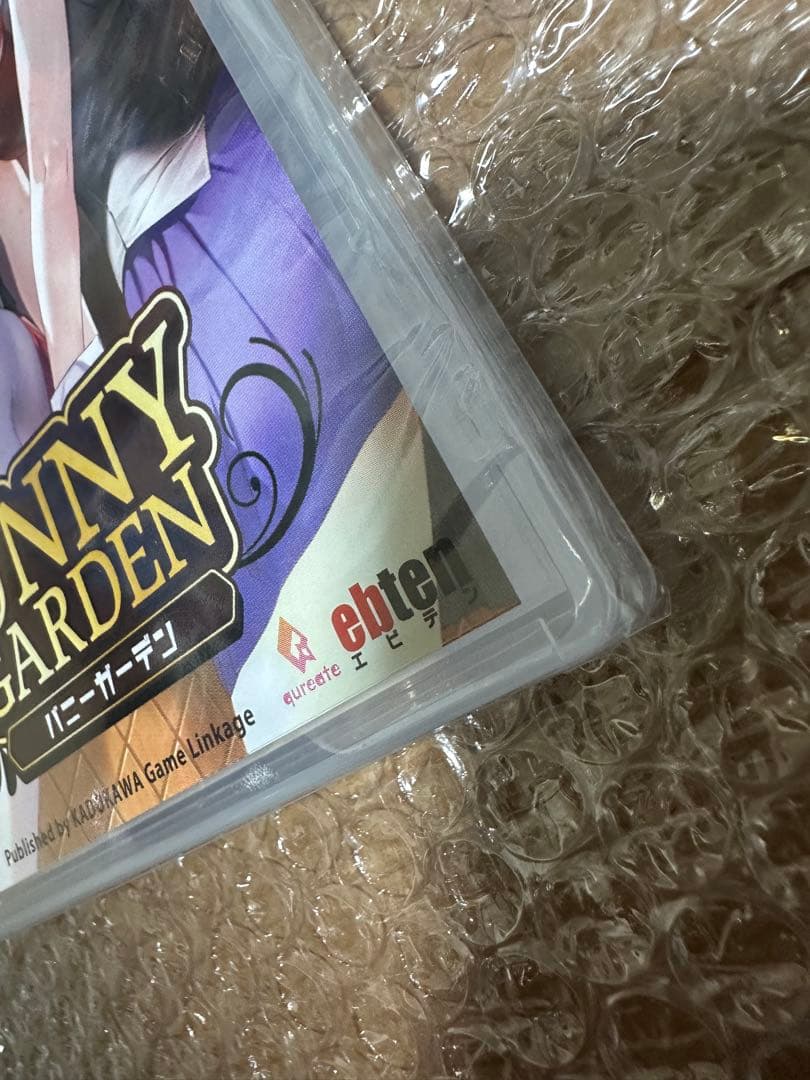 UNNY
GARDEN
バニーガーデン
Published by KADOKAWA Game Linkage
qureate
ebten
エビテン